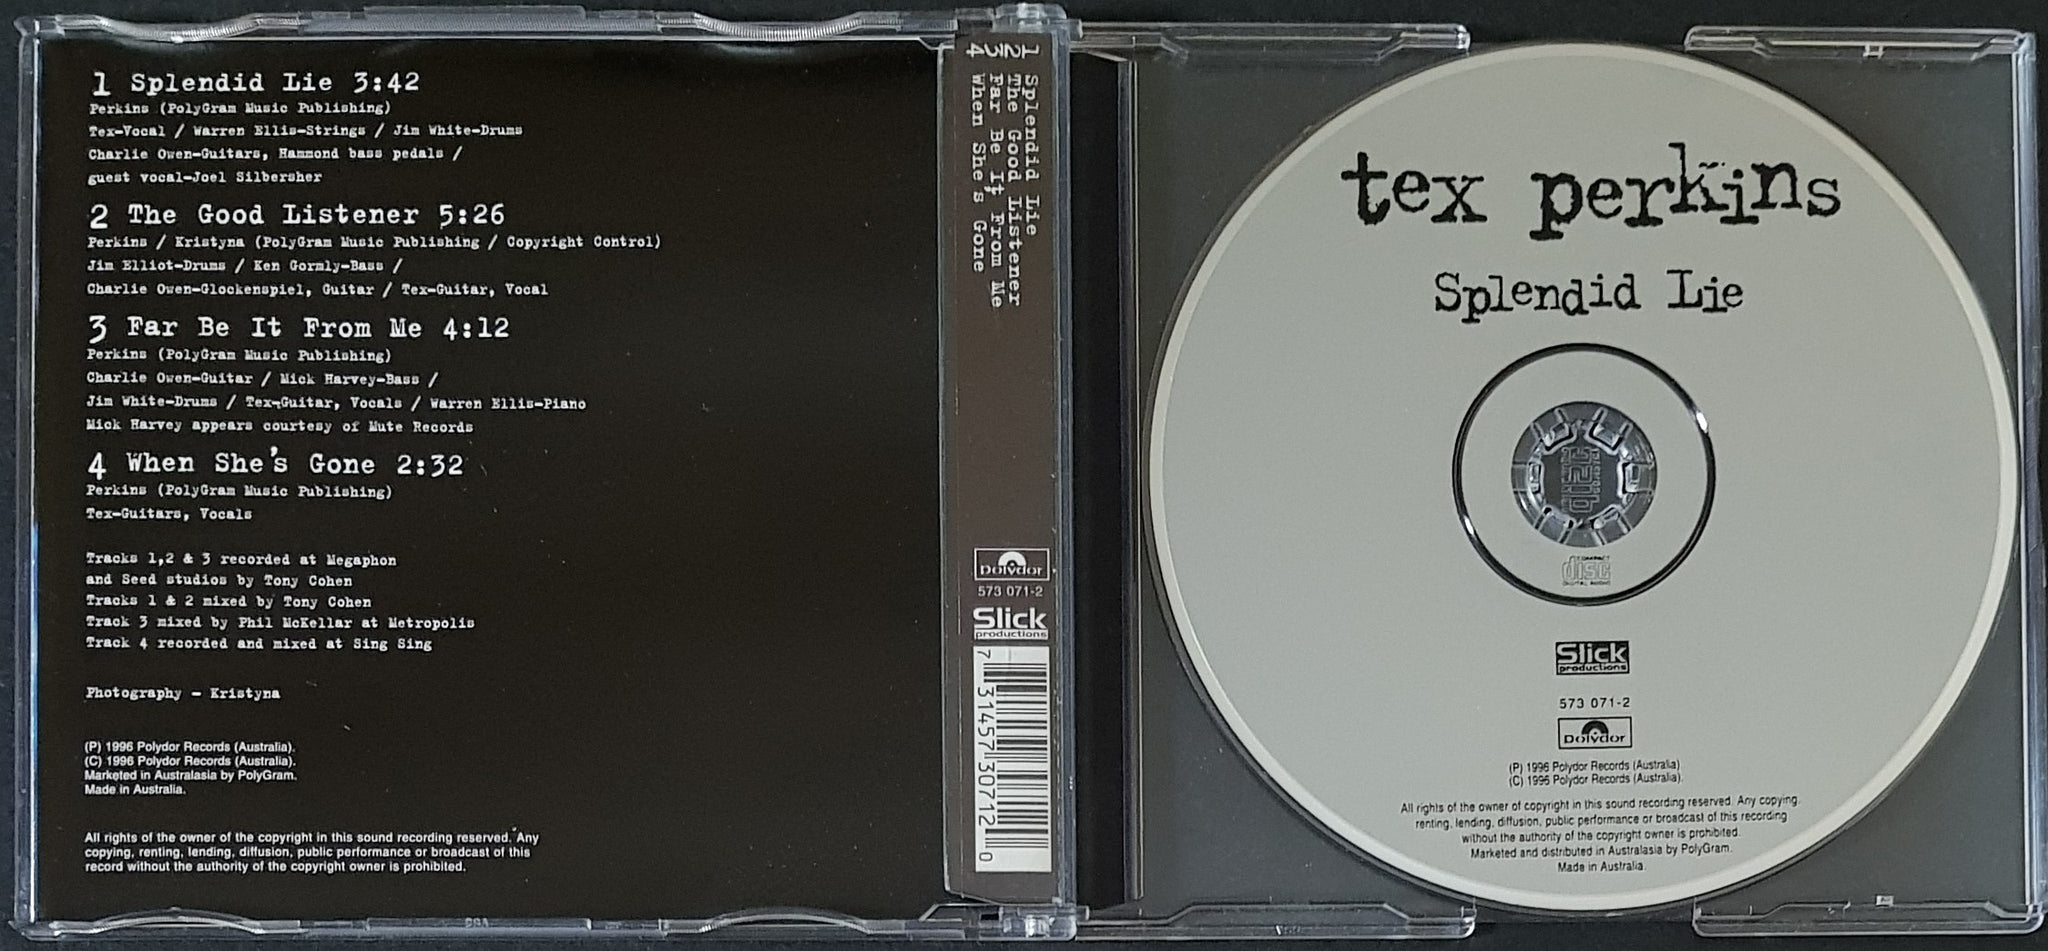 1 Splendid Lie 3:42
Perkins (PolyGram Music Publishing)
Tex-Vocal / Warren Ellis-Strings / Jim White-Drums
Charlie Owen-Guitars, Hammond bass pedals /
guest vocal-Joel Silbersher
2 The Good Listener 5:26
Perkins / Kristyna (PolyGram Music Publishing / Copyright Control)
Jim Elliot-Drums / Ken Gormly-Bass /
Charlie Owen-Glockenspiel, Guitar / Tex-Guitar, Vocal
3 Far Be It From Me 4:12
Perkins (PolyGram Music Publishing)
Charlie Owen-Guitar / Mick Harvey-Bass /
Jim White-Drums / Tex-Guitar, Vocals / Warren Ellis-Piano
Mick Harvey appears courtesy of Mute Records
4 When She's Gone 2:32
Perkins (PolyGram Music Publishing)
Tex-Guitars, Vocals
Tracks 1,2 & 3 recorded at Megaphon
and Seed studios by Tony Cohen
Tracks 1 & 2 mixed by Tony Cohen
Track 3 mixed by Phil McKellar at Metropolis
Track 4 recorded and mixed at Sing Sing
Photography - Kristyna
(P) 1996 Polydor Records (Australia).
(C) 1996 Polydor Records (Australia).
Marketed in Australasia by PolyGram.
Made in Australia.
All rights of the owner of the copyright in this sound recording reserved. Any
copying, renting, lending, diffusion, public performance or broadcast of this
record without the authority of the copyright owner is prohibited.
1 Splendid Lie
2 The Good Listener
3 Far Be It From Me
4 When She's Gone
Polydor
573 071-2
Slick
productions
7 31457 30712 0
tex perkins
Splendid Lie
COMPACT
disc
DIGITAL AUDIO
Slick
productions
573 071-2
Polydor
(P) 1996 Polydor Records (Australia)
(C) 1996 Polydor Records (Australia).
All rights of the owner of copyright in this sound recording reserved. Any copying,
renting, lending, diffusion, public performance or broadcast of this recording
without the authority of the copyright owner is prohibited.
Marketed and distributed in Australasia by PolyGram.
Made in Australia.